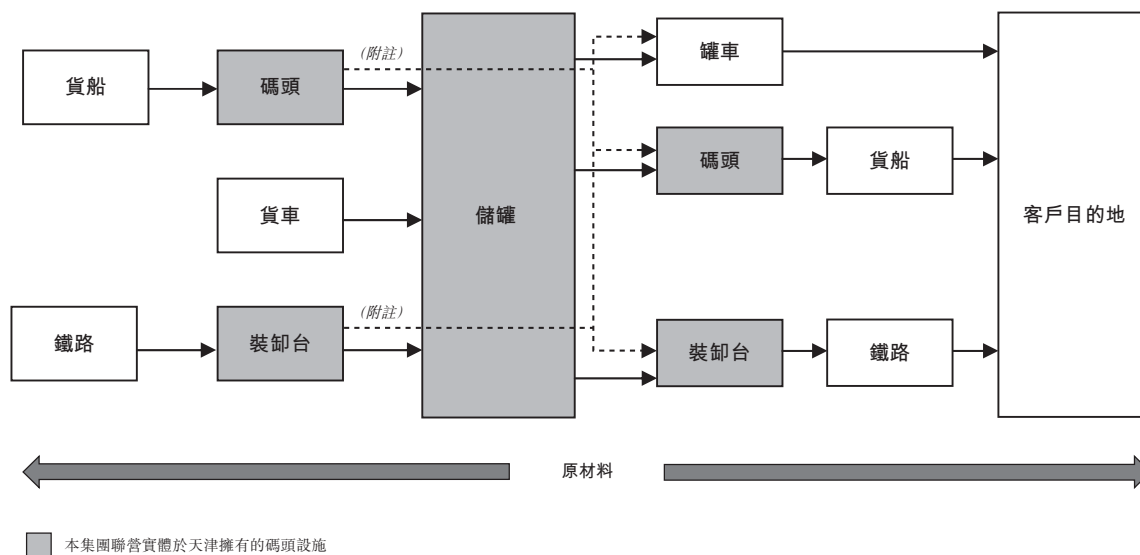 (附註)
罐車
貨船
碼頭
碼頭
貨船
貨車
儲罐
客戶目的地
(附註)
鐵路
裝卸台
裝卸台
鐵路
原材料
本集團聯營實體於天津擁有的碼頭設施